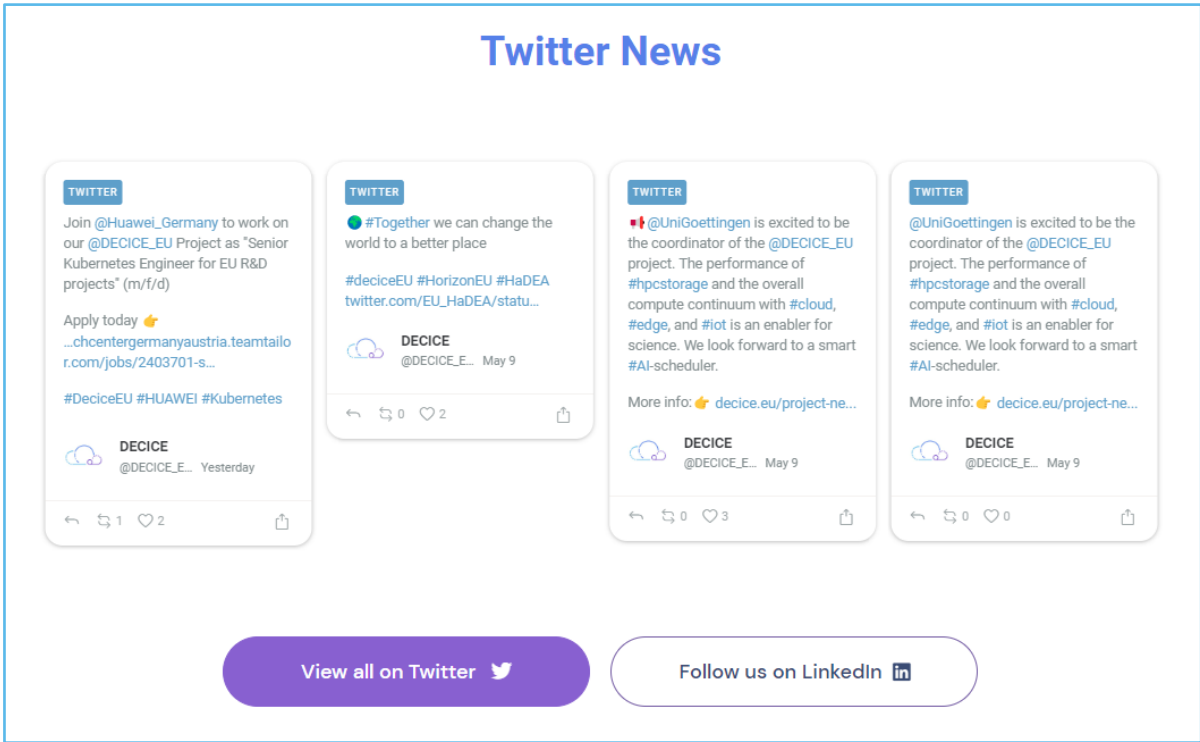 Twitter News
TWITTER
Join @Huawei_Germany to work on
our @DECICE_EU Project as "Senior
Kubernetes Engineer for EU R&D
projects" (m/f/d)
Apply today 👉
...chcentergermanyaustria.teamtailo
r.com/jobs/2403701-s...
#DeciceEU #HUAWEI #Kubernetes
DECICE
@DECICE_E... Yesterday
1 2
TWITTER
🌍 #Together we can change the
world to a better place
#deciceEU #HorizonEU #HaDEA
twitter.com/EU_HaDEA/statu...
DECICE
@DECICE_E... May 9
0 2
TWITTER
📢 @UniGoettingen is excited to be
the coordinator of the @DECICE_EU
project. The performance of
#hpcstorage and the overall
compute continuum with #cloud,
#edge, and #iot is an enabler for
science. We look forward to a smart
#AI-scheduler.
More info: 👉 decice.eu/project-ne...
DECICE
@DECICE_E... May 9
0 3
TWITTER
@UniGoettingen is excited to be the
coordinator of the @DECICE_EU
project. The performance of
#hpcstorage and the overall
compute continuum with #cloud,
#edge, and #iot is an enabler for
science. We look forward to a smart
#AI-scheduler.
More info: 👉 decice.eu/project-ne...
DECICE
@DECICE_E... May 9
0 0
View all on Twitter
Follow us on LinkedIn in